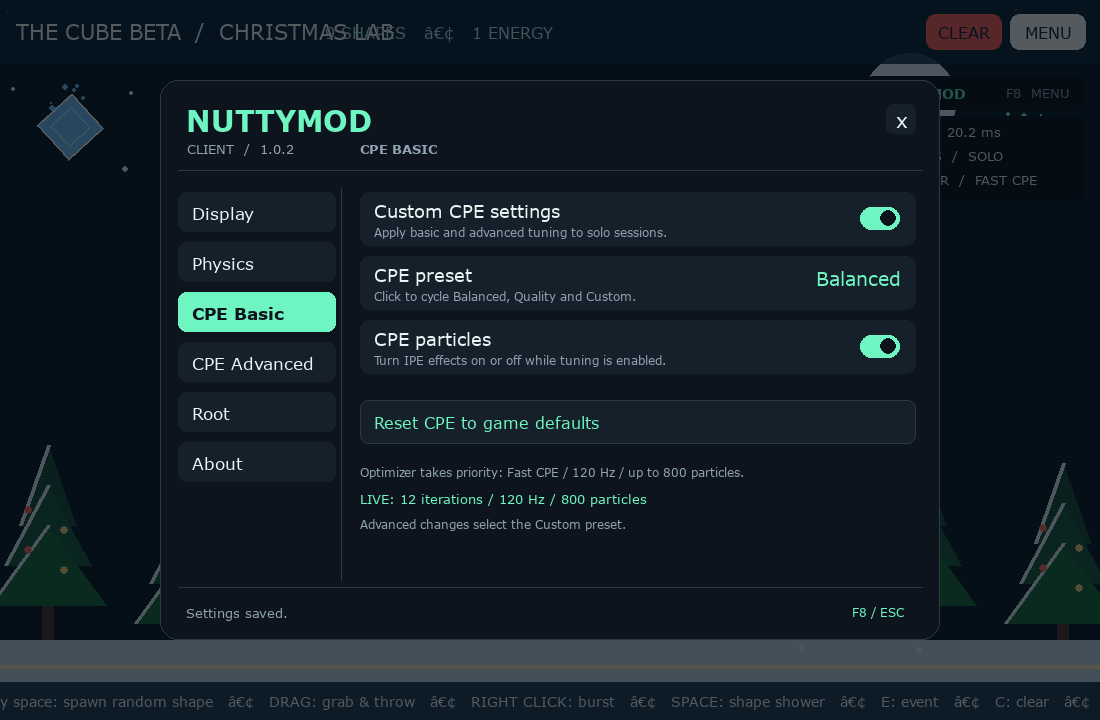 THE CUBE BETA / CHRISTMAS LAB
SHAPES â€¢ 1 ENERGY
CLEAR
MENU
F8 MENU
20.2 ms
/ SOLO
/ FAST CPE
NUTTYMOD
CLIENT / 1.0.2
CPE BASIC
X
Display
Physics
CPE Basic
CPE Advanced
Root
About
Custom CPE settings
Apply basic and advanced tuning to solo sessions.
CPE preset
Click to cycle Balanced, Quality and Custom.
Balanced
CPE particles
Turn IPE effects on or off while tuning is enabled.
Reset CPE to game defaults
Optimizer takes priority: Fast CPE / 120 Hz / up to 800 particles.
LIVE: 12 iterations / 120 Hz / 800 particles
Advanced changes select the Custom preset.
Settings saved.
F8 / ESC
y space: spawn random shape â€¢ DRAG: grab & throw â€¢ RIGHT CLICK: burst â€¢ SPACE: shape shower â€¢ E: event â€¢ C: clear â€¢